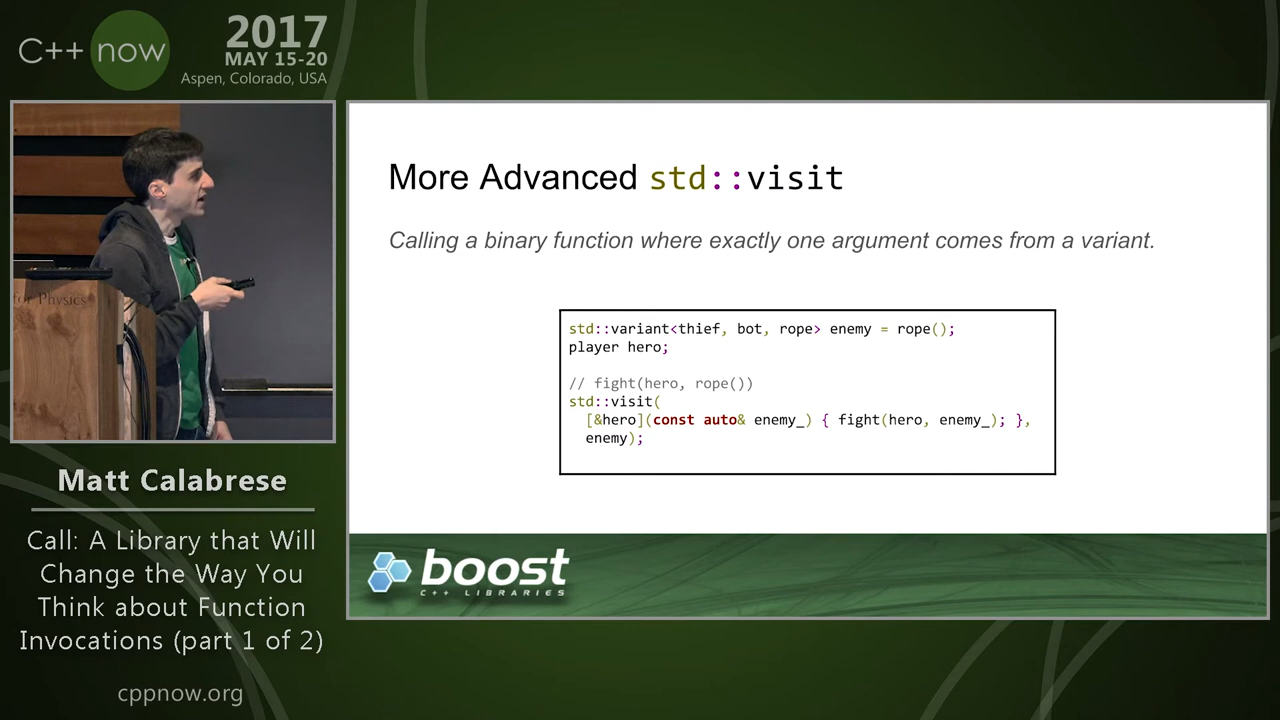 C++ now
2017
MAY 15-20
Aspen, Colorado, USA
for Physics
Matt Calabrese
Call: A Library that Will
Change the Way You
Think about Function
Invocations (part 1 of 2)
cppnow.org
More Advanced std::visit
Calling a binary function where exactly one argument comes from a variant.
std::variant<thief, bot, rope> enemy = rope();
player hero;
// fight(hero, rope())
std::visit(
[&hero](const auto& enemy_) { fight(hero, enemy_); },
enemy);
boost
C++ LIBRARIES